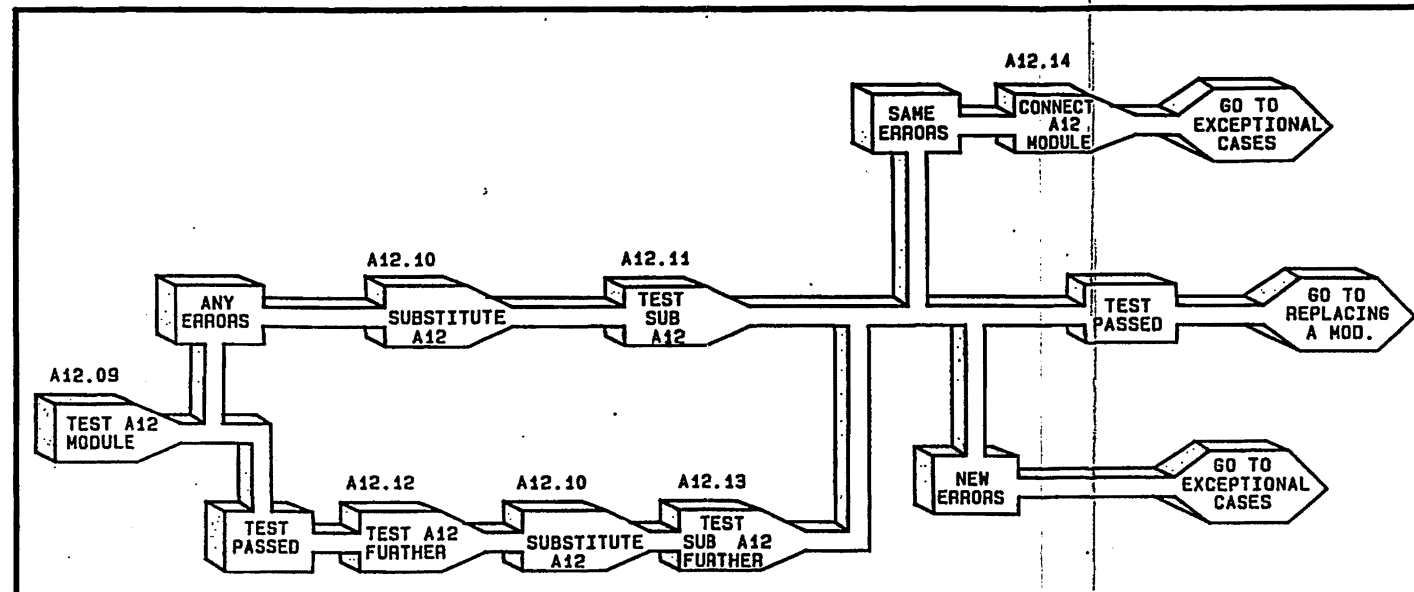 A12.14
SAME
ERRORS
CONNECT
A12
MODULE
GO TO
EXCEPTIONAL
CASES
A12.10
A12.11
ANY
ERRORS
SUBSTITUTE
A12
TEST
SUB
A12
TEST
PASSED
GO TO
REPLACING
A MOD.
A12.09
TEST A12
MODULE
A12.12
A12.10
A12.13
TEST
PASSED
TEST A12
FURTHER
SUBSTITUTE
A12
TEST
SUB A12
FURTHER
NEW
ERRORS
GO TO
EXCEPTIONAL
CASES